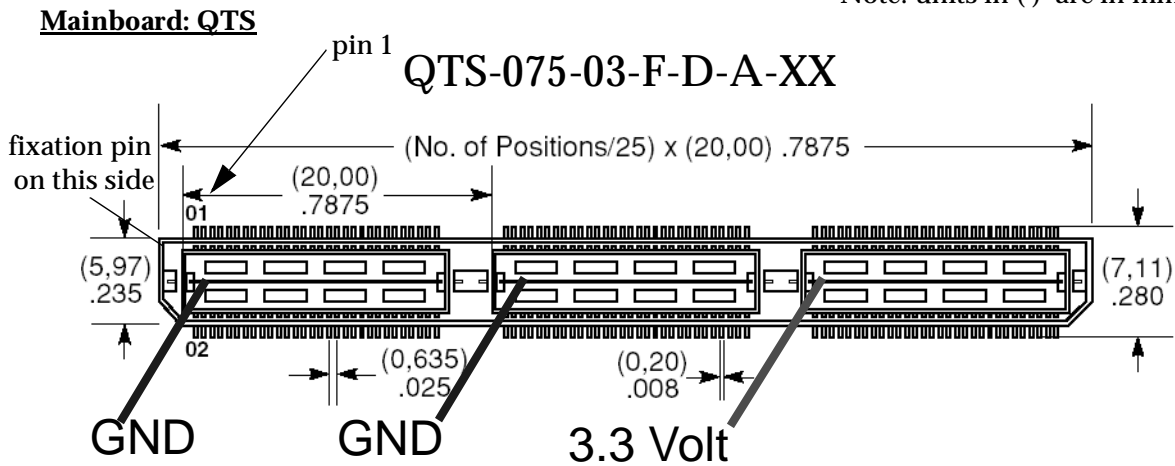 Note: units in ( ) are in mm
Mainboard: QTS
pin 1
QTS-075-03-F-D-A-XX
fixation pin
on this side
(No. of Positions/25) x (20,00) .7875
(20,00)
.7875
01
(5,97)
.235
(7,11)
.280
02
(0,635)
.025
(0,20)
.008
GND
GND
3.3 Volt